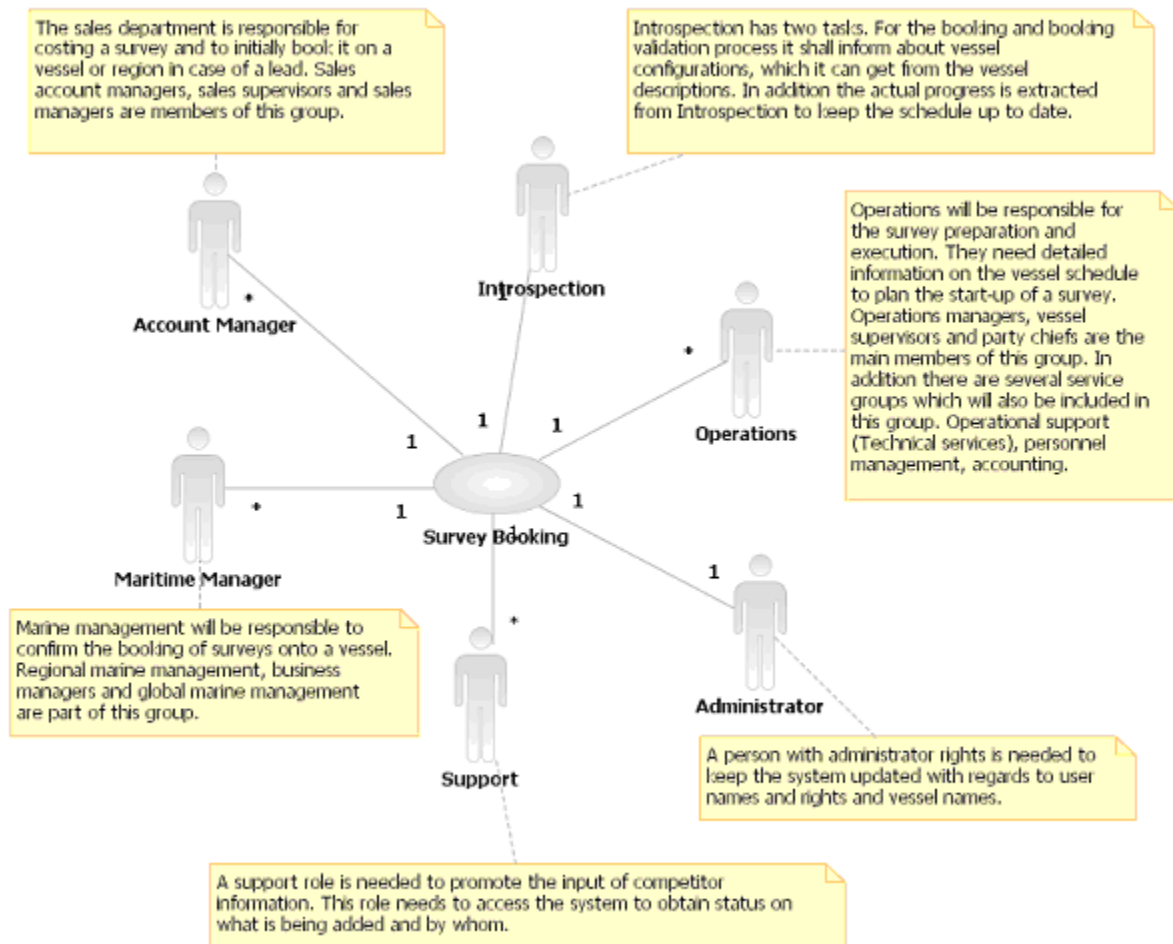 The sales department is responsible for
costing a survey and to initially book it on a
vessel or region in case of a lead. Sales
account managers, sales supervisors and sales
managers are members of this group.
Introspection has two tasks. For the booking and booking
validation process it shall inform about vessel
configurations, which it can get from the vessel
descriptions. In addition the actual progress is extracted
from Introspection to keep the schedule up to date.
Operations will be responsible for
the survey preparation and
execution. They need detailed
information on the vessel schedule
to plan the start-up of a survey.
Operations managers, vessel
supervisors and party chiefs are the
main members of this group. In
addition there are several service
groups which will also be included in
this group. Operational support
(Technical services), personnel
management, accounting.
*
Account Manager
1
Introspection
*
Operations
1
1
1
1
*
Maritime Manager
1
Survey Booking
1
1
*
Support
Administrator
Marine management will be responsible to
confirm the booking of surveys onto a vessel.
Regional marine management, business
managers and global marine management
are part of this group.
A person with administrator rights is needed to
keep the system updated with regards to user
names and rights and vessel names.
A support role is needed to promote the input of competitor
information. This role needs to access the system to obtain status on
what is being added and by whom.